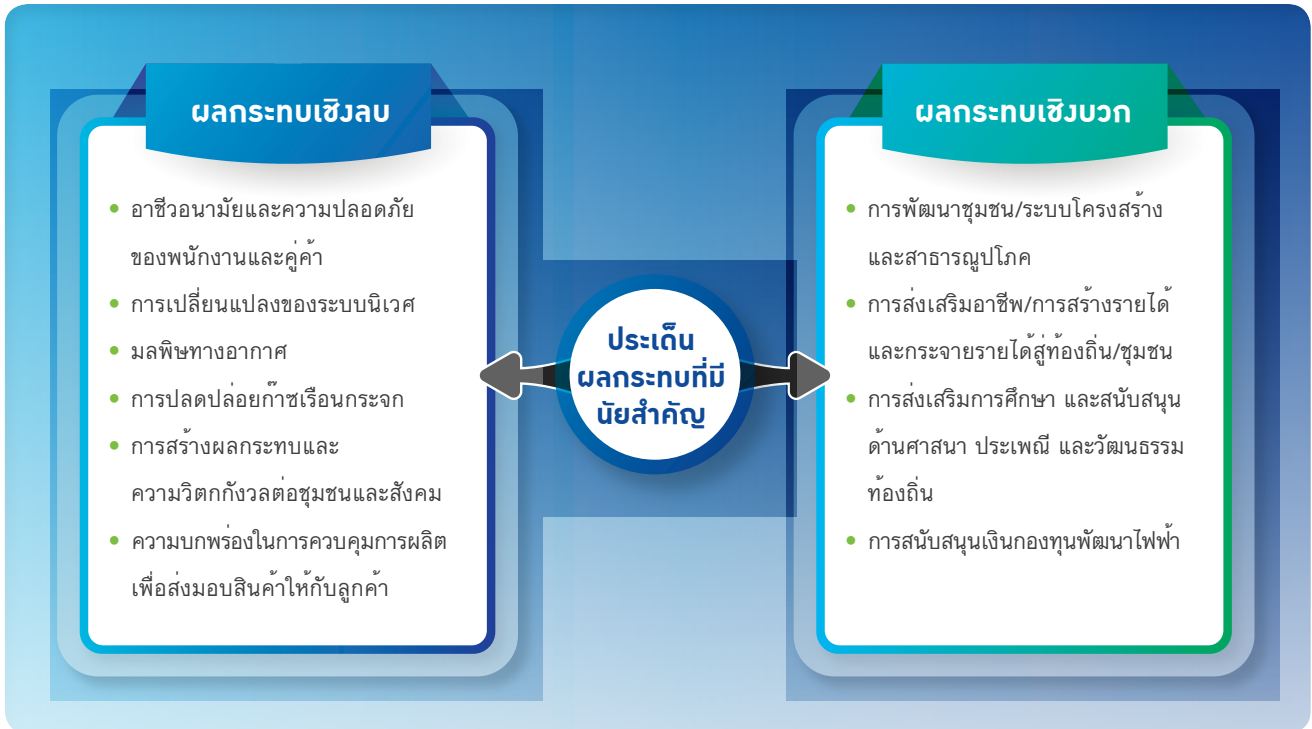 ผลกระทบเชิงลบ
• อาชีวอนามัยและความปลอดภัย
ของพนักงานและคู่ค้า
• การเปลี่ยนแปลงของระบบนิเวศ
• มลพิษทางอากาศ
• การปลดปล่อยก๊าซเรือนกระจก
• การสร้างผลกระทบและ
ความวิตกกังวลต่อชุมชนและสังคม
• ความบกพร่องในการควบคุมการผลิต
เพื่อส่งมอบสินค้าให้กับลูกค้า
ประเด็น
ผลกระทบที่มี
นัยสำคัญ
ผลกระทบเชิงบวก
• การพัฒนาชุมชน/ระบบโครงสร้าง
และสาธารณูปโภค
• การส่งเสริมอาชีพ/การสร้างรายได้
และกระจายรายได้สู่ท้องถิ่น/ชุมชน
• การส่งเสริมการศึกษา และสนับสนุน
ด้านศาสนา ประเพณี และวัฒนธรรม
ท้องถิ่น
• การสนับสนุนเงินกองทุนพัฒนาไฟฟ้า